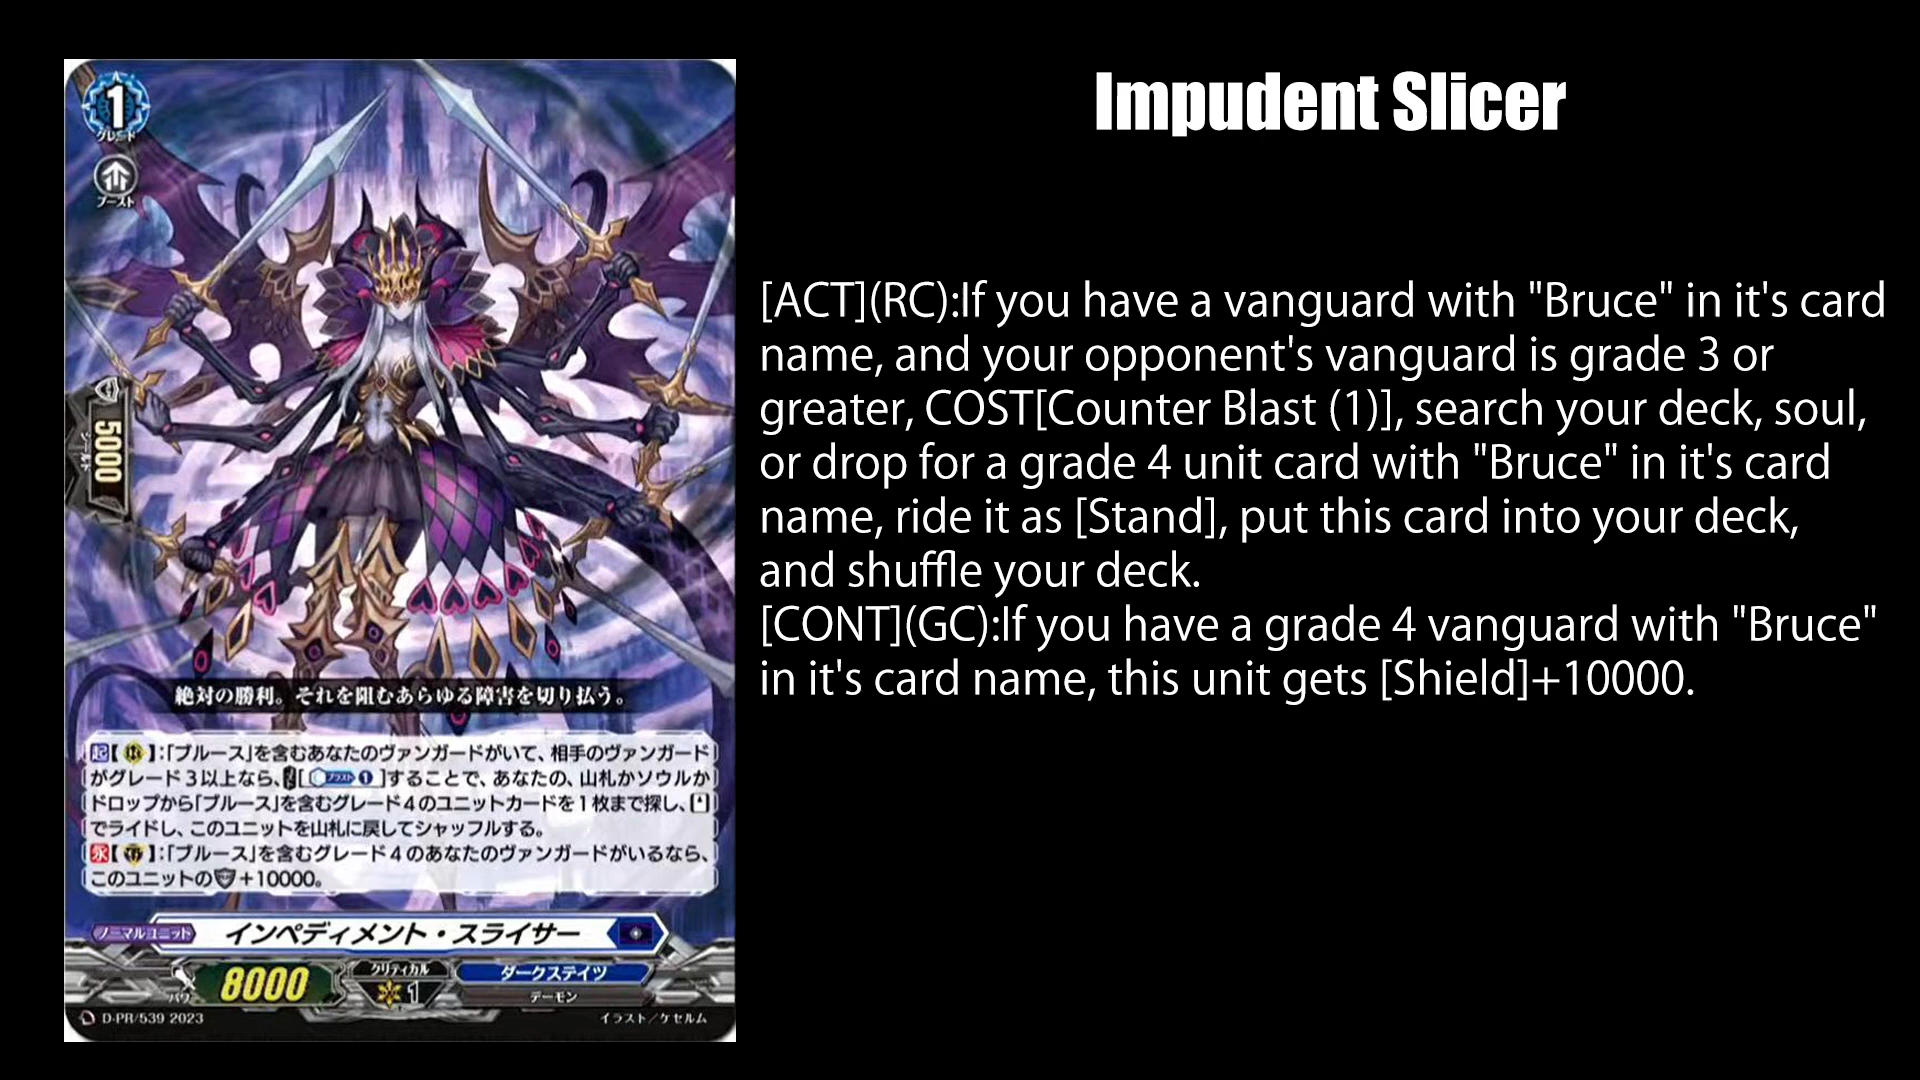 Impudent Slicer
1
グレード
ブースト
5000
シールド
絶対の勝利。それを阻むあらゆる障害を切り払う。
起【RC】:「ブルース」を含むあなたのヴァンガードがいて、相手のヴァンガード
がグレード3以上なら、[ブラスト1]することで、あなたの、山札かソウルか
ドロップから「ブルース」を含むグレード4のユニットカードを1枚まで探し、
でライドし、このユニットを山札に戻してシャッフルする。
永【G】:「ブルース」を含むグレード4のあなたのヴァンガードがいるなら、
このユニットの+10000。
ノーマルユニット
インペディメント・スライサー
パワー
8000
クリティカル
1
ダークステイツ
デーモン
D-PR/539 2023
イラスト/ケセルム
[ACT](RC):If you have a vanguard with "Bruce" in it's card
name, and your opponent's vanguard is grade 3 or
greater, COST[Counter Blast (1)], search your deck, soul,
or drop for a grade 4 unit card with "Bruce" in it's card
name, ride it as [Stand], put this card into your deck,
and shuffle your deck.
[CONT](GC):If you have a grade 4 vanguard with "Bruce"
in it's card name, this unit gets [Shield]+10000.